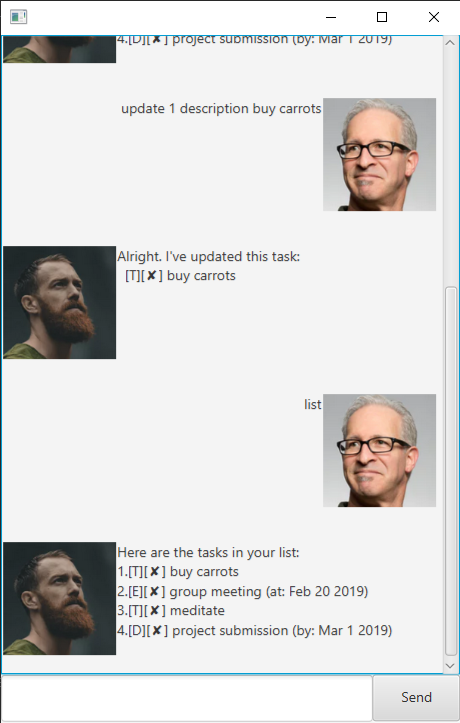 4.[D][✘] project submission (by: Mar 1 2019)
update 1 description buy carrots
Alright. I've updated this task:
[T][✘] buy carrots
list
Here are the tasks in your list:
1.[T][✘] buy carrots
2.[E][✘] group meeting (at: Feb 20 2019)
3.[T][✘] meditate
4.[D][✘] project submission (by: Mar 1 2019)
Send